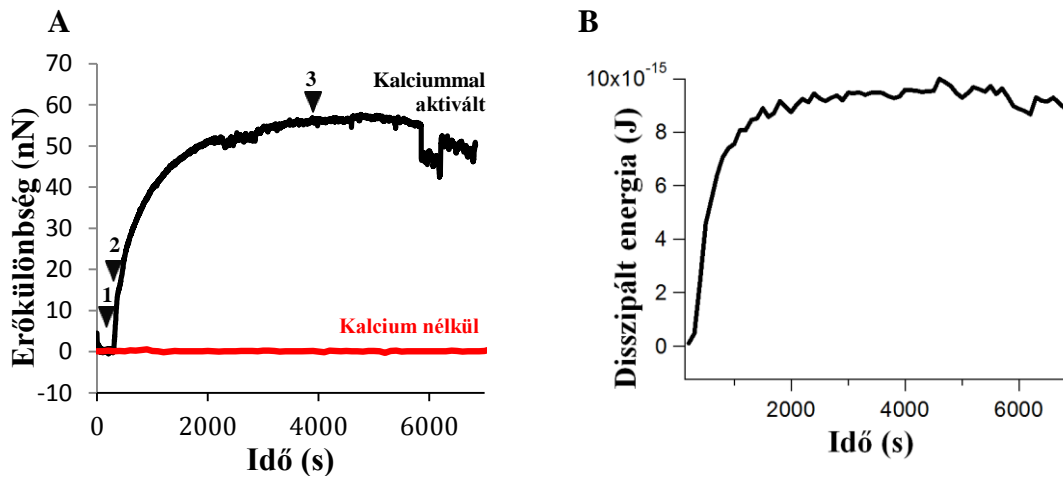 A
Erőkülönbség (nN)
70
60
50
40
30
20
10
0
-10
1
2
3
Kalciummal
aktivált
Kalcium nélkül
0 2000 4000 6000
Idő (s)
B
Disszipált energia (J)
10x10-15
8
6
4
2
0
2000 4000 6000
Idő (s)